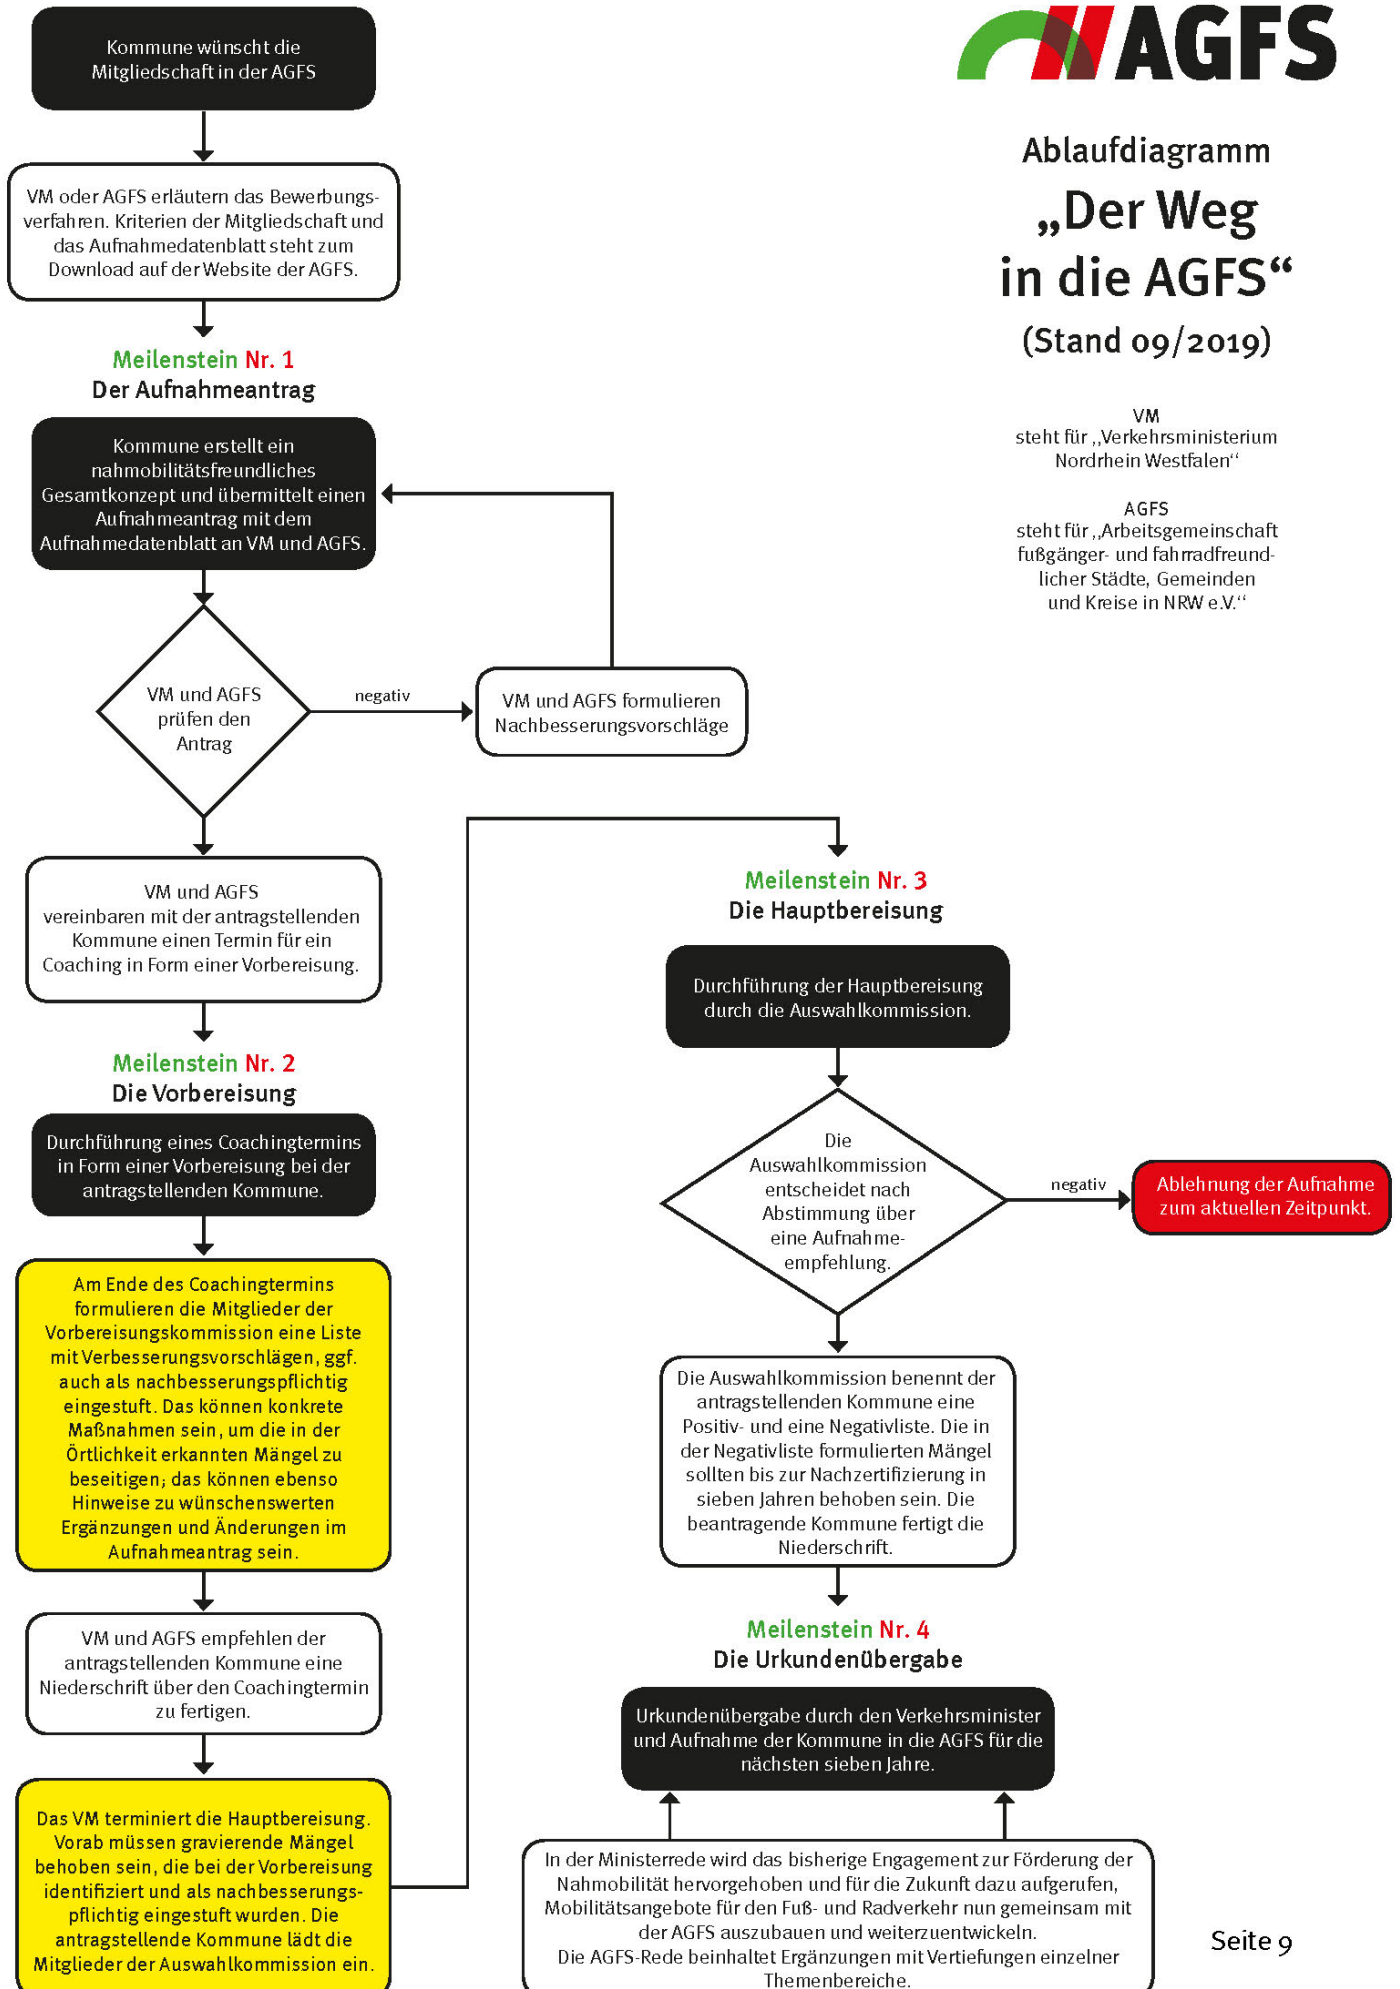 Kommune wünscht die
Mitgliedschaft in der AGFS
VM oder AGFS erläutern das Bewerbungs-
verfahren. Kriterien der Mitgliedschaft und
das Aufnahmedatenblatt steht zum
Download auf der Website der AGFS.
Meilenstein Nr. 1
Der Aufnahmeantrag
Kommune erstellt ein
nahmobilitätsfreundliches
Gesamtkonzept und übermittelt einen
Aufnahmeantrag mit dem
Aufnahmedatenblatt an VM und AGFS.
VM und AGFS
prüfen den
Antrag
negativ
VM und AGFS formulieren
Nachbesserungsvorschläge
VM und AGFS
vereinbaren mit der antragstellenden
Kommune einen Termin für ein
Coaching in Form einer Vorbereisung.
Meilenstein Nr. 2
Die Vorbereisung
Durchführung eines Coachingtermins
in Form einer Vorbereisung bei der
antragstellenden Kommune.
Am Ende des Coachingtermins
formulieren die Mitglieder der
Vorbereisungskommission eine Liste
mit Verbesserungsvorschlägen, ggf.
auch als nachbesserungspflichtig
eingestuft. Das können konkrete
Maßnahmen sein, um die in der
Örtlichkeit erkannten Mängel zu
beseitigen; das können ebenso
Hinweise zu wünschenswerten
Ergänzungen und Änderungen im
Aufnahmeantrag sein.
VM und AGFS empfehlen der
antragstellenden Kommune eine
Niederschrift über den Coachingtermin
zu fertigen.
Das VM terminiert die Hauptbereisung.
Vorab müssen gravierende Mängel
behoben sein, die bei der Vorbereisung
identifiziert und als nachbesserungs-
pflichtig eingestuft wurden. Die
antragstellende Kommune lädt die
Mitglieder der Auswahlkommission ein.
AGFS
Ablaufdiagramm
„Der Weg
in die AGFS“
(Stand 09/2019)
VM
steht für ,,Verkehrsministerium
Nordrhein Westfalen‘‘
AGFS
steht für ,,Arbeitsgemeinschaft
fußgänger- und fahrradfreund-
licher Städte, Gemeinden
und Kreise in NRW e.V.‘‘
Meilenstein Nr. 3
Die Hauptbereisung
Durchführung der Hauptbereisung
durch die Auswahlkommission.
Die
Auswahlkommission
entscheidet nach
Abstimmung über
eine Aufnahme-
empfehlung.
negativ
Ablehnung der Aufnahme
zum aktuellen Zeitpunkt.
Die Auswahlkommission benennt der
antragstellenden Kommune eine
Positiv- und eine Negativliste. Die in
der Negativliste formulierten Mängel
sollten bis zur Nachzertifizierung in
sieben Jahren behoben sein. Die
beantragende Kommune fertigt die
Niederschrift.
Meilenstein Nr. 4
Die Urkundenübergabe
Urkundenübergabe durch den Verkehrsminister
und Aufnahme der Kommune in die AGFS für die
nächsten sieben Jahre.
In der Ministerrede wird das bisherige Engagement zur Förderung der
Nahmobilität hervorgehoben und für die Zukunft dazu aufgerufen,
Mobilitätsangebote für den Fuß- und Radverkehr nun gemeinsam mit
der AGFS auszubauen und weiterzuentwickeln.
Die AGFS-Rede beinhaltet Ergänzungen mit Vertiefungen einzelner
Themenbereiche.
Seite 9